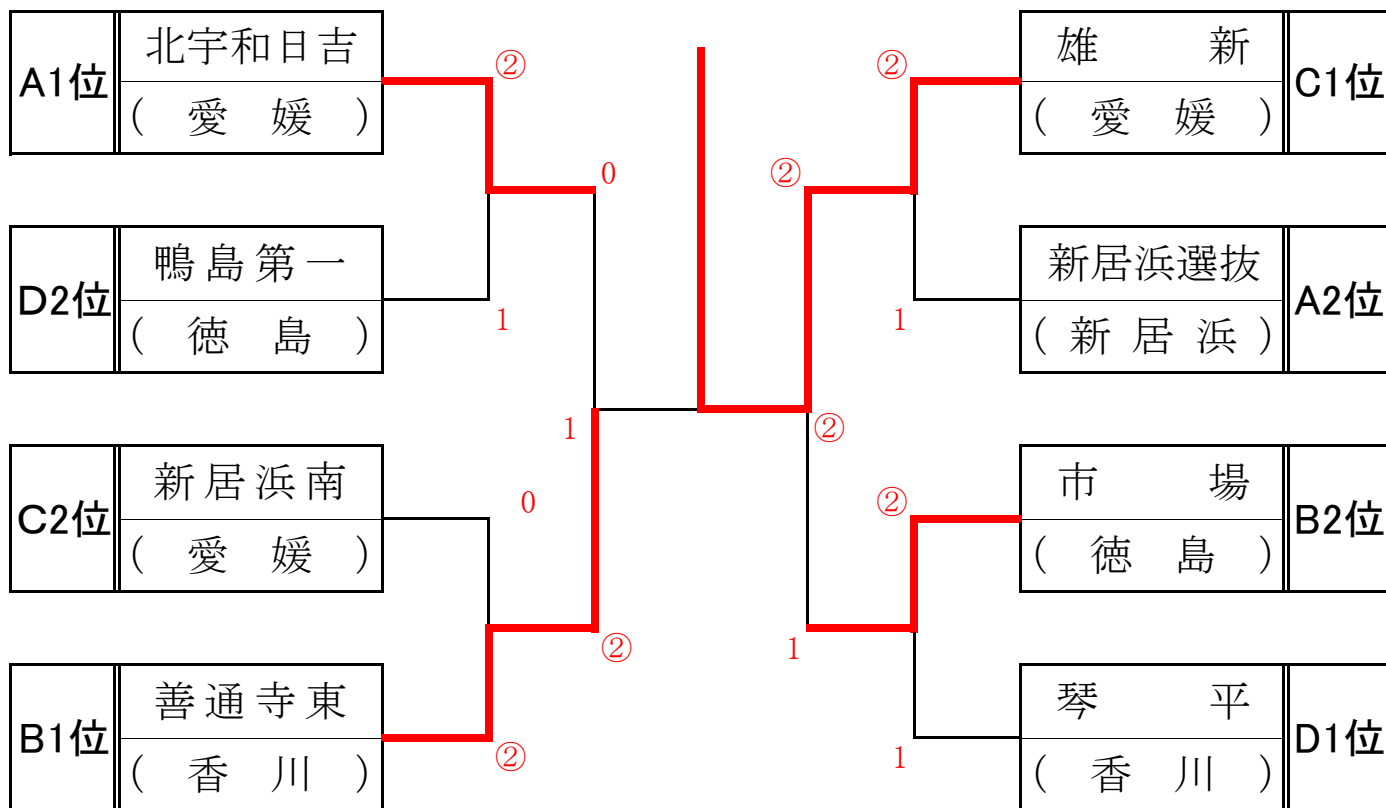 A1位
北宇和日吉
( 愛 媛 )
②
D2位
鴨島第一
( 徳 島 )
1
0
C2位
新居浜南
( 愛 媛 )
0
B1位
善通寺東
( 香 川 )
②
②
1
②
雄 新
( 愛 媛 )
C1位
②
新居浜選抜
( 新 居 浜 )
A2位
1
②
市 場
( 徳 島 )
B2位
②
琴 平
( 香 川 )
D1位
1
1